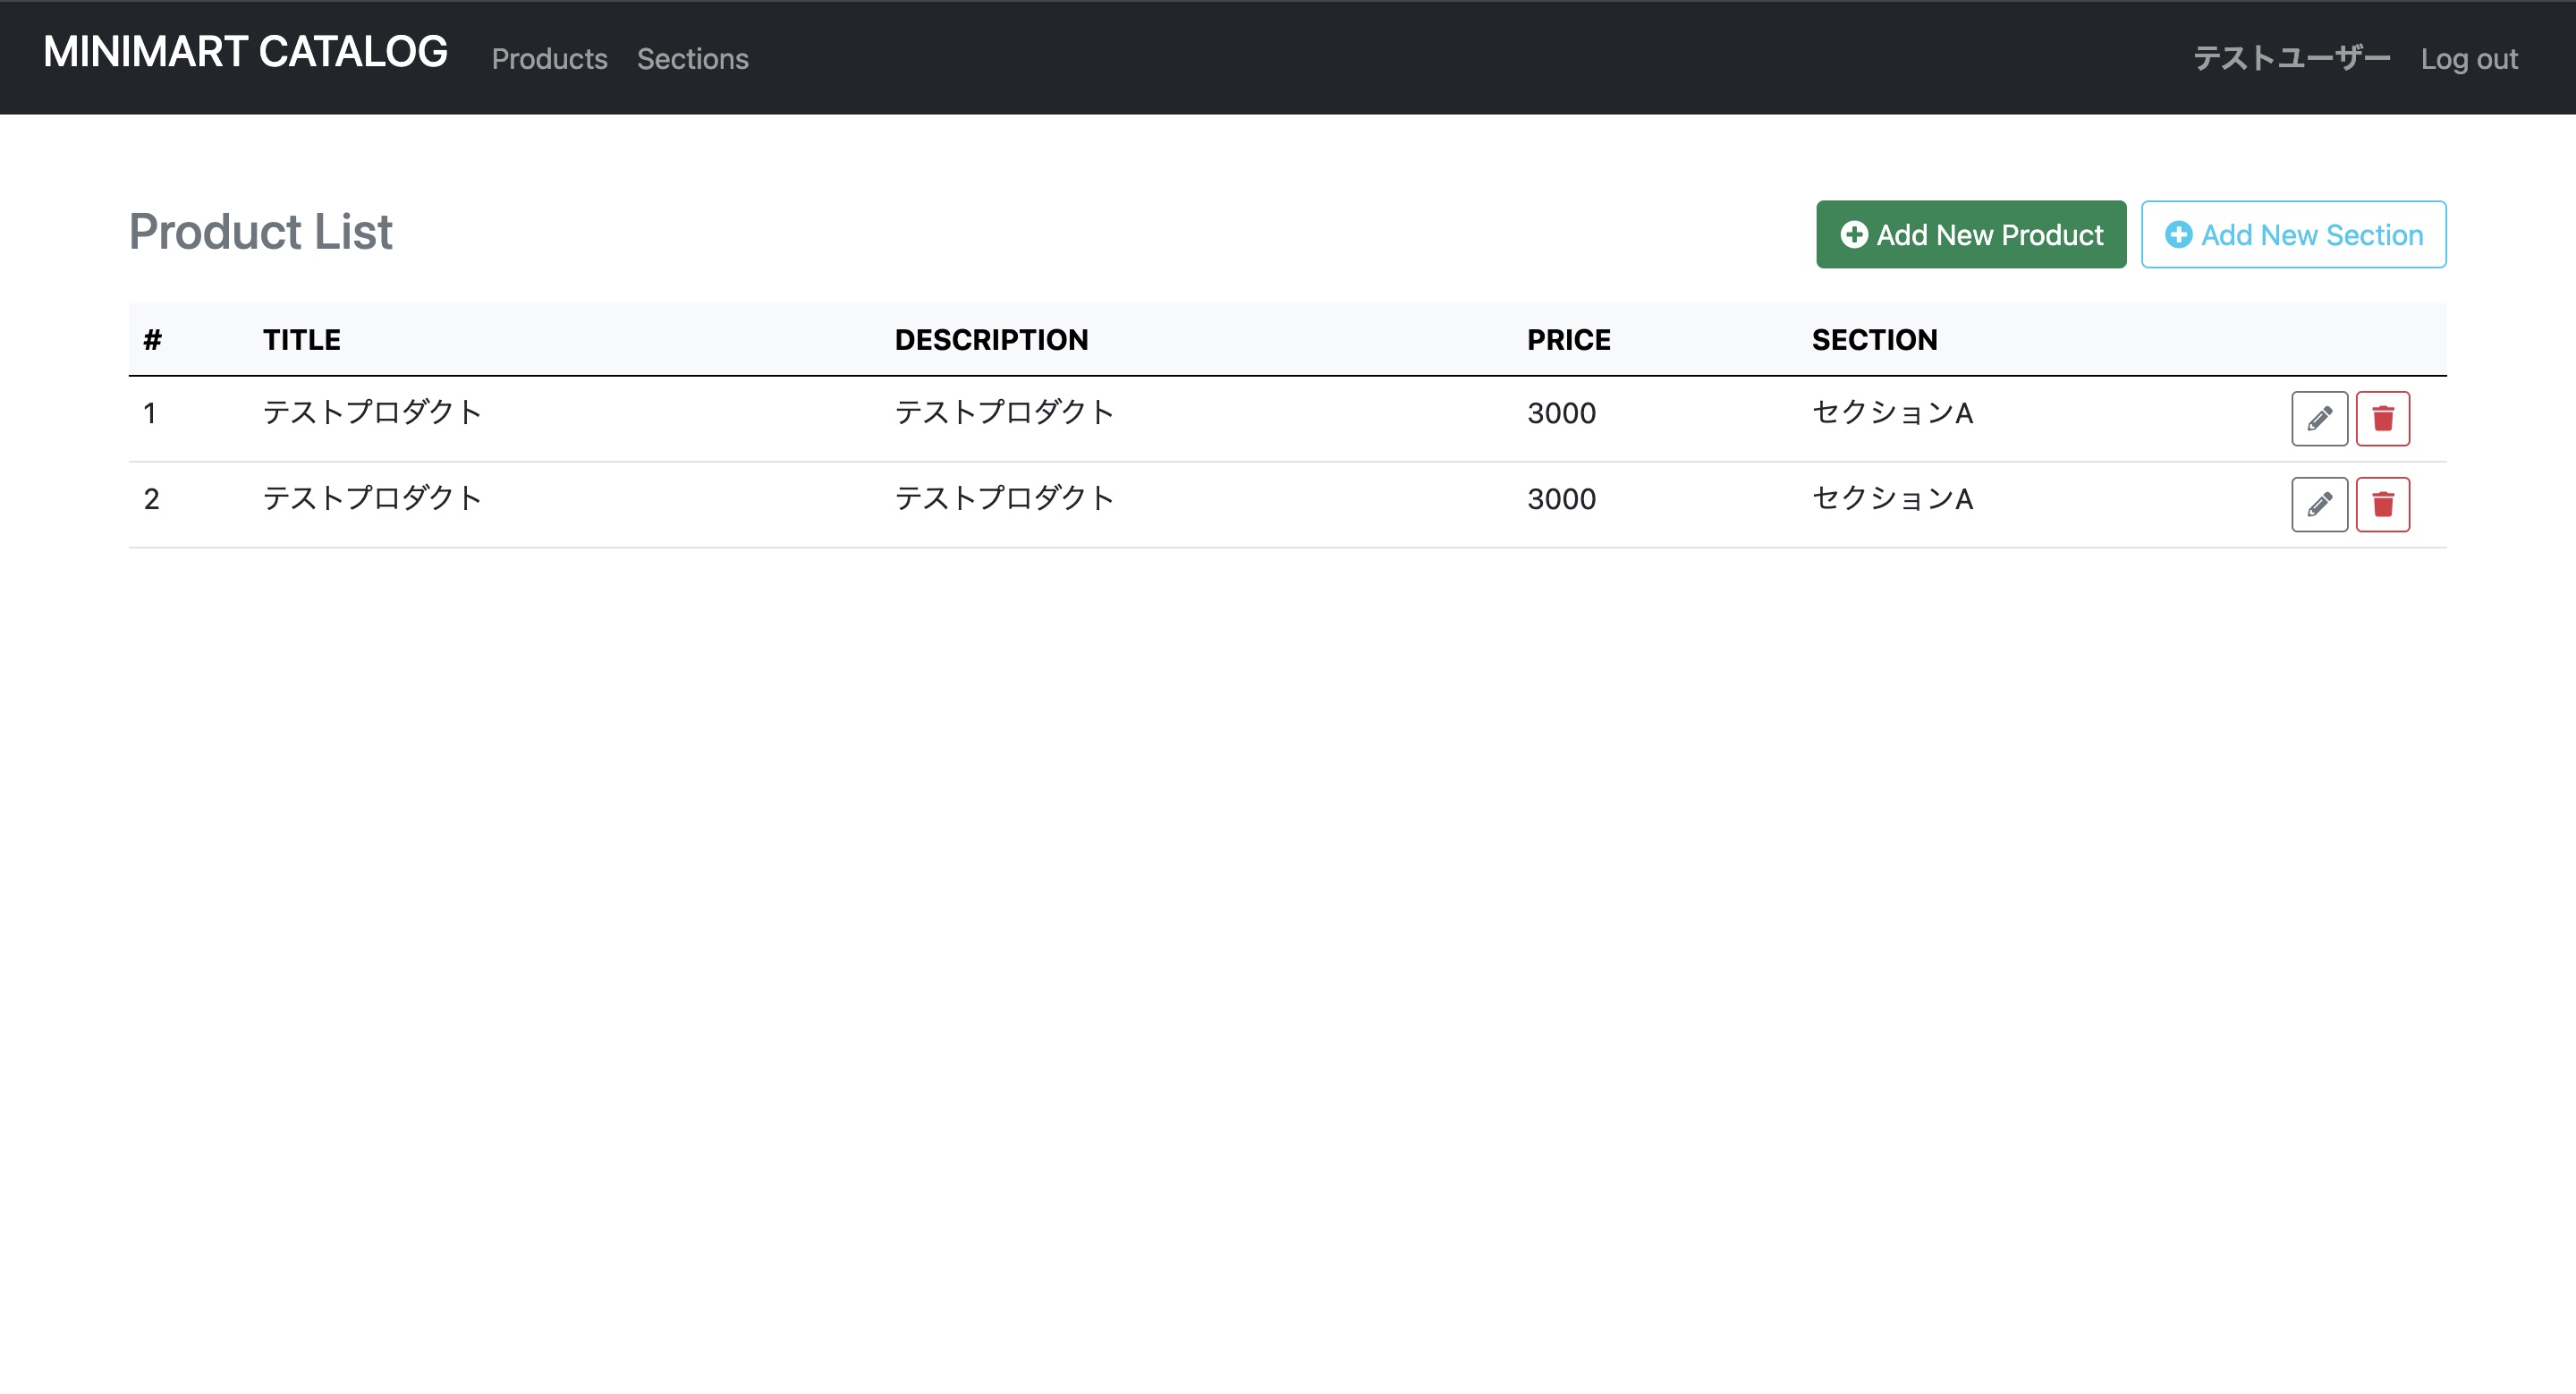 MINIMART CATALOG Products Sections テストユーザー Log out
Product List Add New Product Add New Section
# TITLE DESCRIPTION PRICE SECTION
1 テストプロダクト テストプロダクト 3000 セクションA
2 テストプロダクト テストプロダクト 3000 セクションA